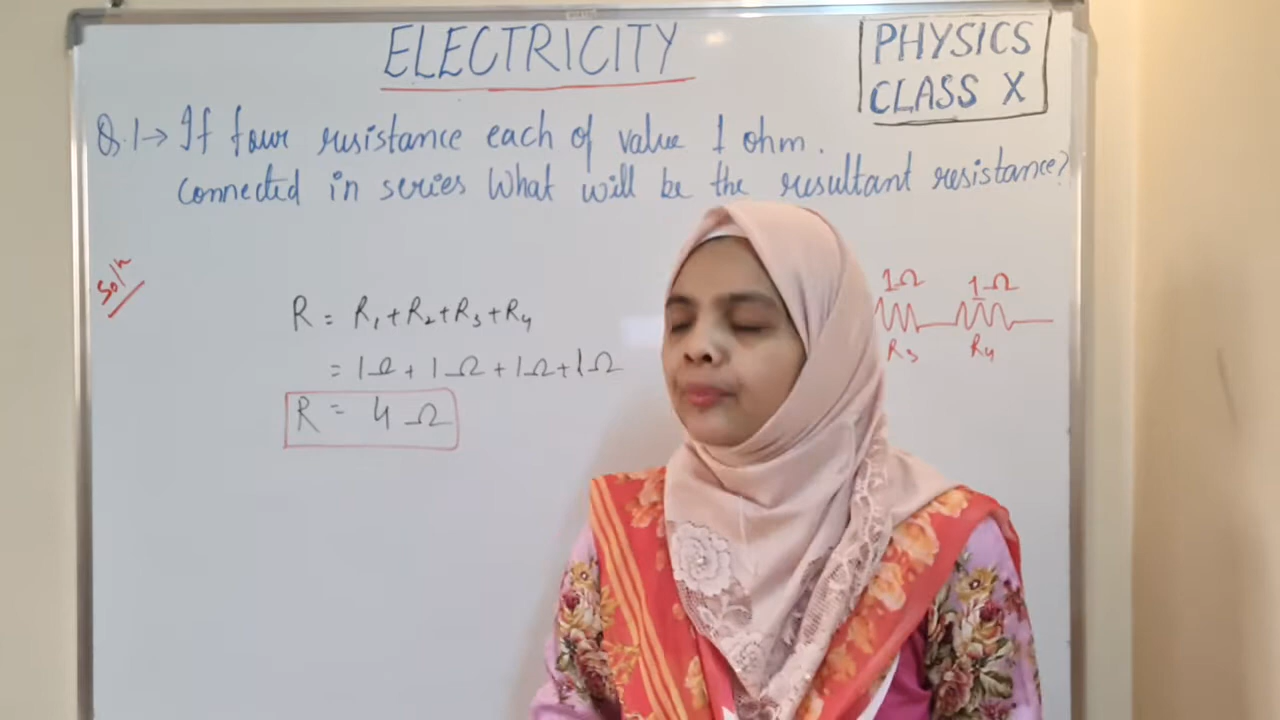 ELECTRICITY
PHYSICS
CLASS X
Q.1→ If four resistance each of value 1 ohm.
connected in series What will be the resultant resistance?
Soln
R = R₁+R₂+R₃+R₄
= 1Ω + 1Ω + 1Ω+1Ω
R = 4 Ω
1Ω 1Ω
R₃ R₄